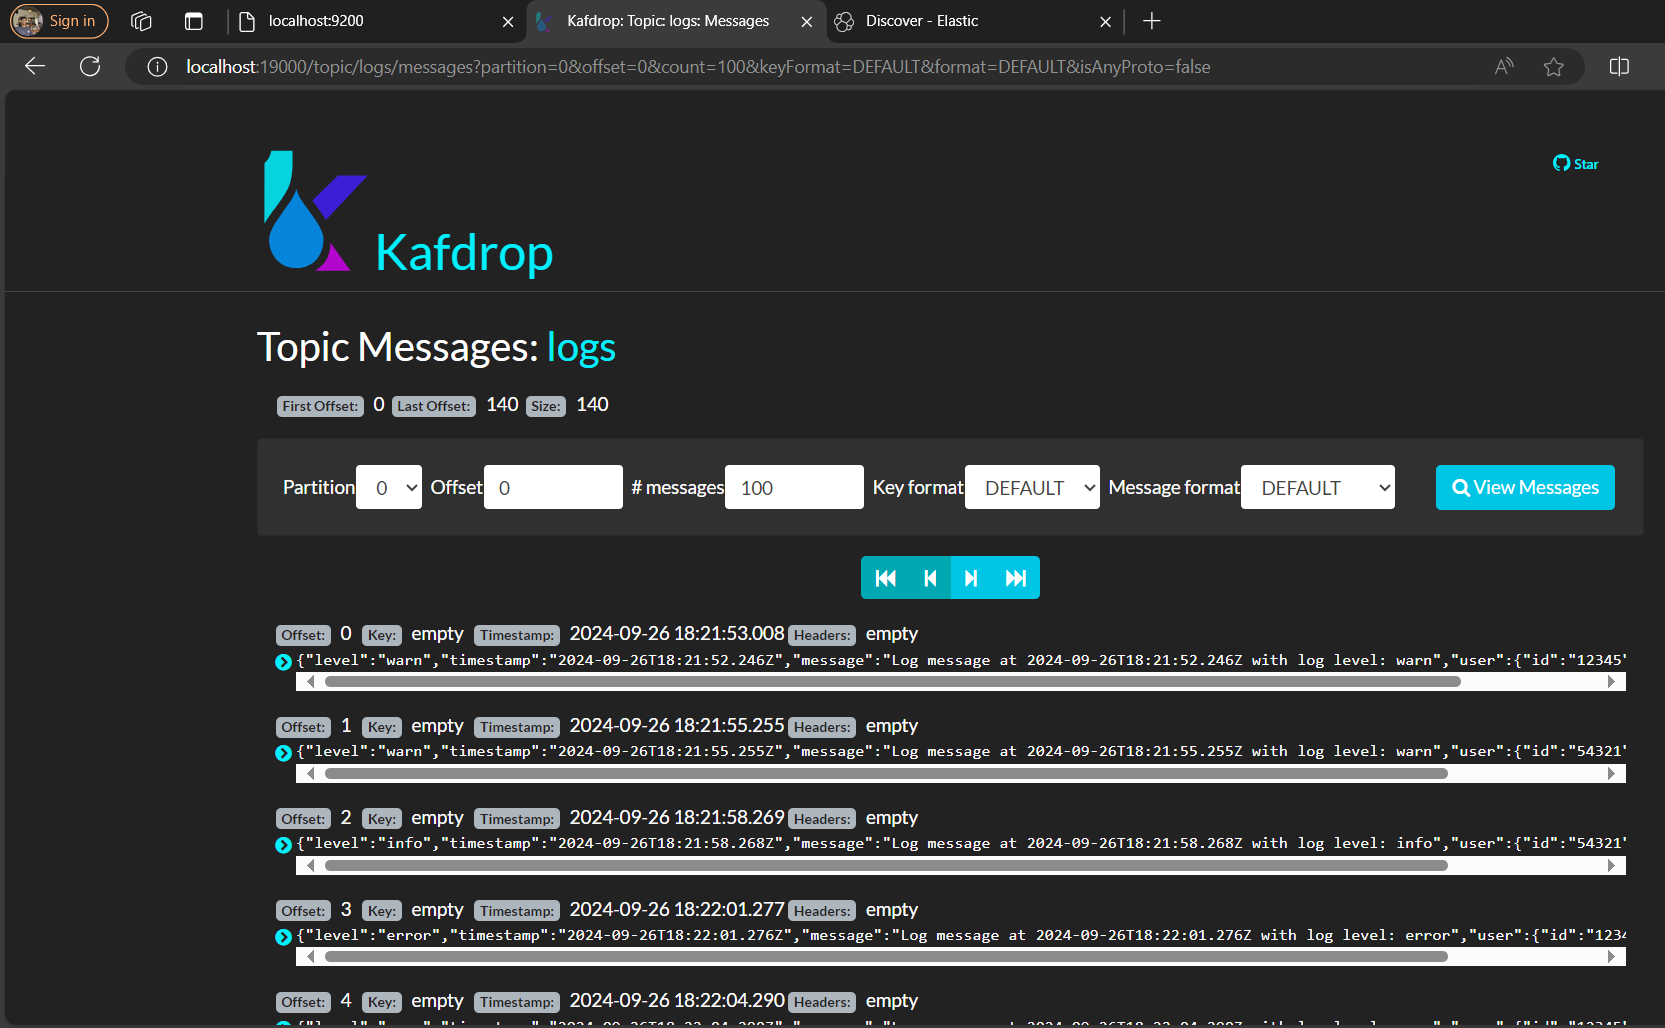 Sign in
localhost:9200
Kafdrop: Topic: logs: Messages
Discover - Elastic
localhost:19000/topic/logs/messages?partition=0&offset=0&count=100&keyFormat=DEFAULT&format=DEFAULT&isAnyProto=false
Star
Kafdrop
Topic Messages: logs
First Offset: 0 Last Offset: 140 Size: 140
Partition 0 Offset 0 # messages 100 Key format DEFAULT Message format DEFAULT View Messages
Offset: 0 Key: empty Timestamp: 2024-09-26 18:21:53.008 Headers: empty
{"level":"warn","timestamp":"2024-09-26T18:21:52.246Z","message":"Log message at 2024-09-26T18:21:52.246Z with log level: warn","user":{"id":"12345"
Offset: 1 Key: empty Timestamp: 2024-09-26 18:21:55.255 Headers: empty
{"level":"warn","timestamp":"2024-09-26T18:21:55.255Z","message":"Log message at 2024-09-26T18:21:55.255Z with log level: warn","user":{"id":"54321"
Offset: 2 Key: empty Timestamp: 2024-09-26 18:21:58.269 Headers: empty
{"level":"info","timestamp":"2024-09-26T18:21:58.268Z","message":"Log message at 2024-09-26T18:21:58.268Z with log level: info","user":{"id":"54321"
Offset: 3 Key: empty Timestamp: 2024-09-26 18:22:01.277 Headers: empty
{"level":"error","timestamp":"2024-09-26T18:22:01.276Z","message":"Log message at 2024-09-26T18:22:01.276Z with log level: error","user":{"id":"1234
Offset: 4 Key: empty Timestamp: 2024-09-26 18:22:04.290 Headers: empty